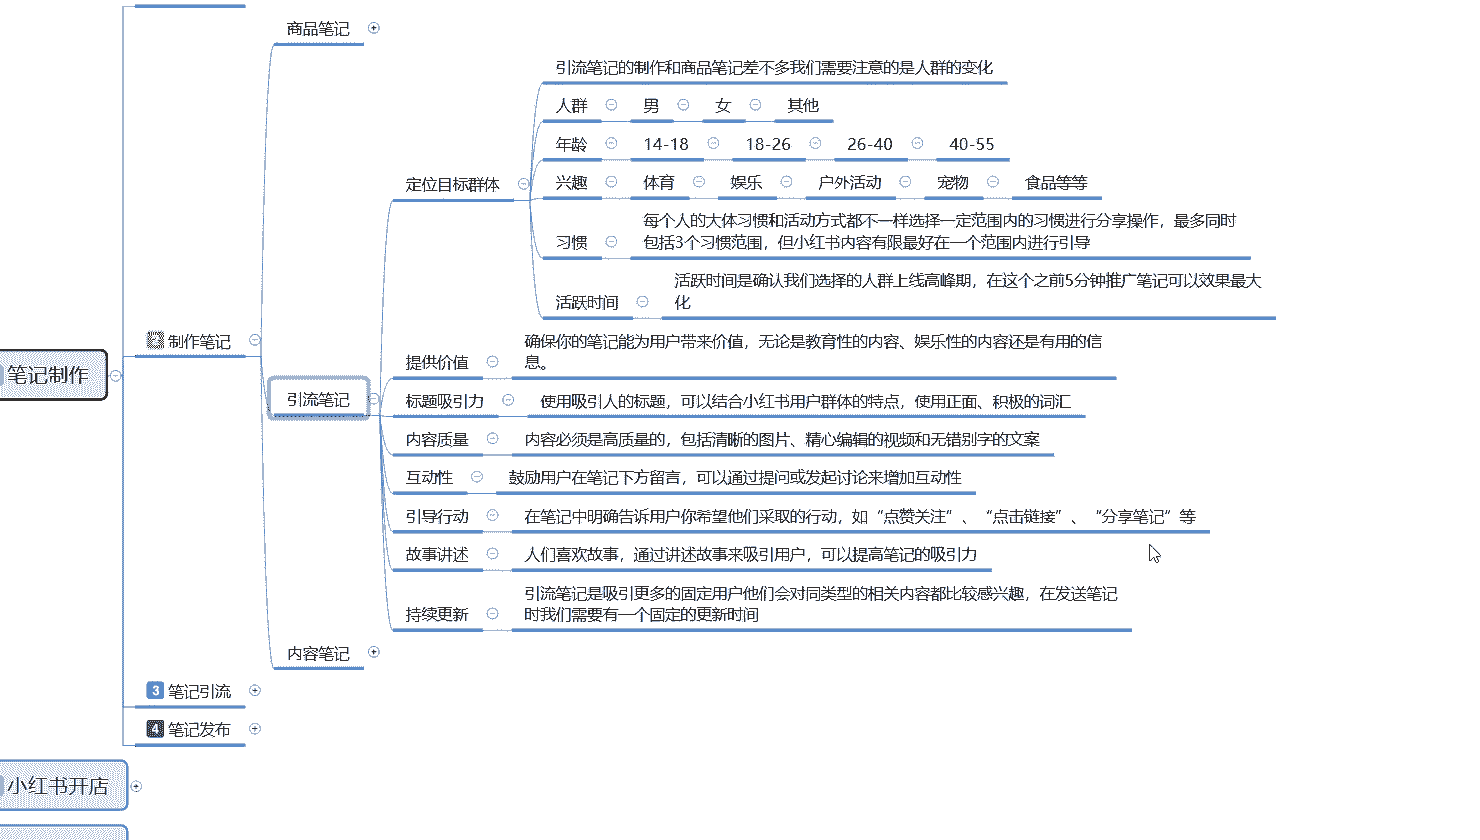 商品笔记
引流笔记的制作和商品笔记差不多我们需要注意的是人群的变化
人群 男 女 其他
年龄 14-18 18-26 26-40 40-55
定位目标群体
兴趣 体育 娱乐 户外活动 宠物 食品等等
每个人的大体习惯和活动方式都不一样选择一定范围内的习惯进行分享操作，最多同时
习惯 包括3个习惯范围，但小红书内容有限最好在一个范围内进行引导
活跃时间是确认我们选择的人群上线高峰期，在这个之前5分钟推广笔记可以效果最大
活跃时间 化
2 制作笔记
确保你的笔记能为用户带来价值，无论是教育性的内容、娱乐性的内容还是有用的信
提供价值 息。
笔记制作
引流笔记
标题吸引力 使用吸引人的标题，可以结合小红书用户群体的特点，使用正面、积极的词汇
内容质量 内容必须是高质量的，包括清晰的图片、精心编辑的视频和无错别字的文案
互动性 鼓励用户在笔记下方留言，可以通过提问或发起讨论来增加互动性
引导行动 在笔记中明确告诉用户你希望他们采取的行动，如“点赞关注”、“点击链接”、“分享笔记”等
故事讲述 人们喜欢故事，通过讲述故事来吸引用户，可以提高笔记的吸引力
引流笔记是吸引更多的固定用户他们会对同类型的相关内容都比较感兴趣，在发送笔记
持续更新 时我们需要有一个固定的更新时间
内容笔记
3 笔记引流
4 笔记发布
小红书开店